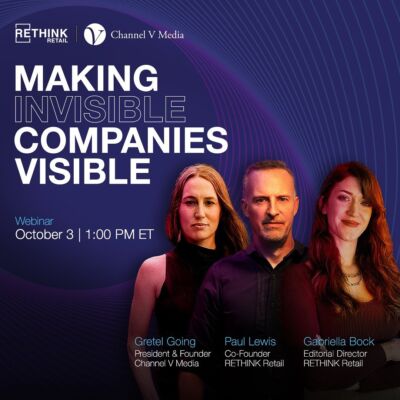 RETHINK
RETAIL
V
Channel V Media
MAKING
INVISIBLE
COMPANIES
VISIBLE
Webinar
October 3 | 1:00 PM ET
Gretel Going
President & Founder
Channel V Media
Paul Lewis
Co-Founder
RETHINK Retail
Gabriella Bock
Editorial Director
RETHINK Retail